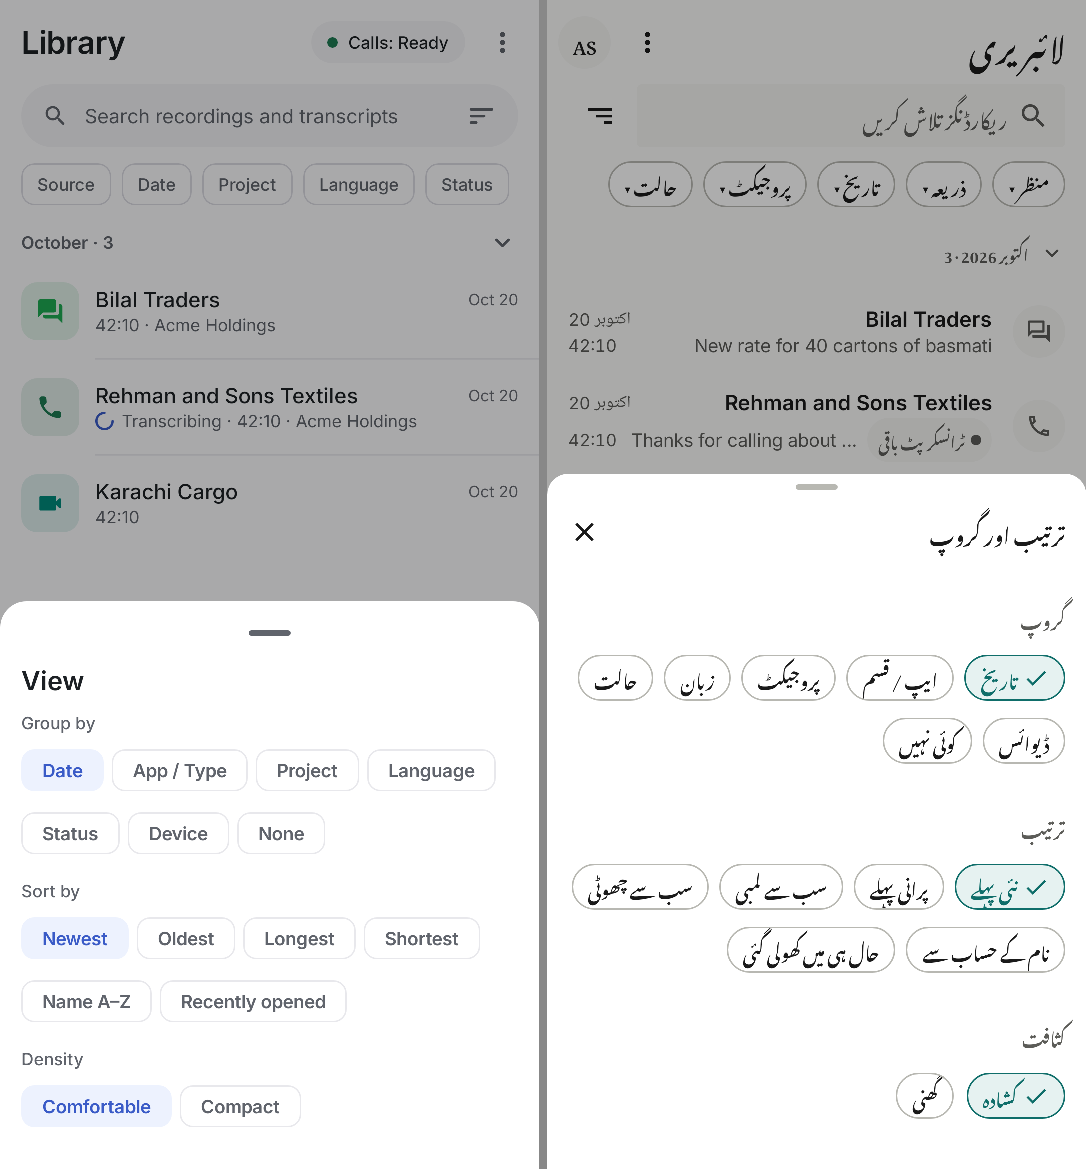 Library
Calls: Ready
Search recordings and transcripts
Source
Date
Project
Language
Status
October · 3
Bilal Traders
Oct 20
42:10 · Acme Holdings
Rehman and Sons Textiles
Oct 20
Transcribing · 42:10 · Acme Holdings
Karachi Cargo
Oct 20
42:10
View
Group by
Date
App / Type
Project
Language
Status
Device
None
Sort by
Newest
Oldest
Longest
Shortest
Name A–Z
Recently opened
Density
Comfortable
Compact
لائبریری
AS
ریکارڈنگز تلاش کریں
منظر
ذریعہ
تاریخ
پروجیکٹ
حالت
اکتوبر 2026 · 3
Bilal Traders
اکتوبر 20
New rate for 40 cartons of basmati
42:10
Rehman and Sons Textiles
اکتوبر 20
ٹرانسکرپٹ باقی
Thanks for calling about ...
42:10
ترتیب اور گروپ
گروپ
تاریخ
ایپ / قسم
پروجیکٹ
زبان
حالت
ڈیوائس
کوئی نہیں
ترتیب
نئی پہلے
پرانی پہلے
سب سے لمبی
سب سے چھوٹی
نام کے حساب سے
حال ہی میں کھولی گئی
کثافت
کشادہ
گھنی